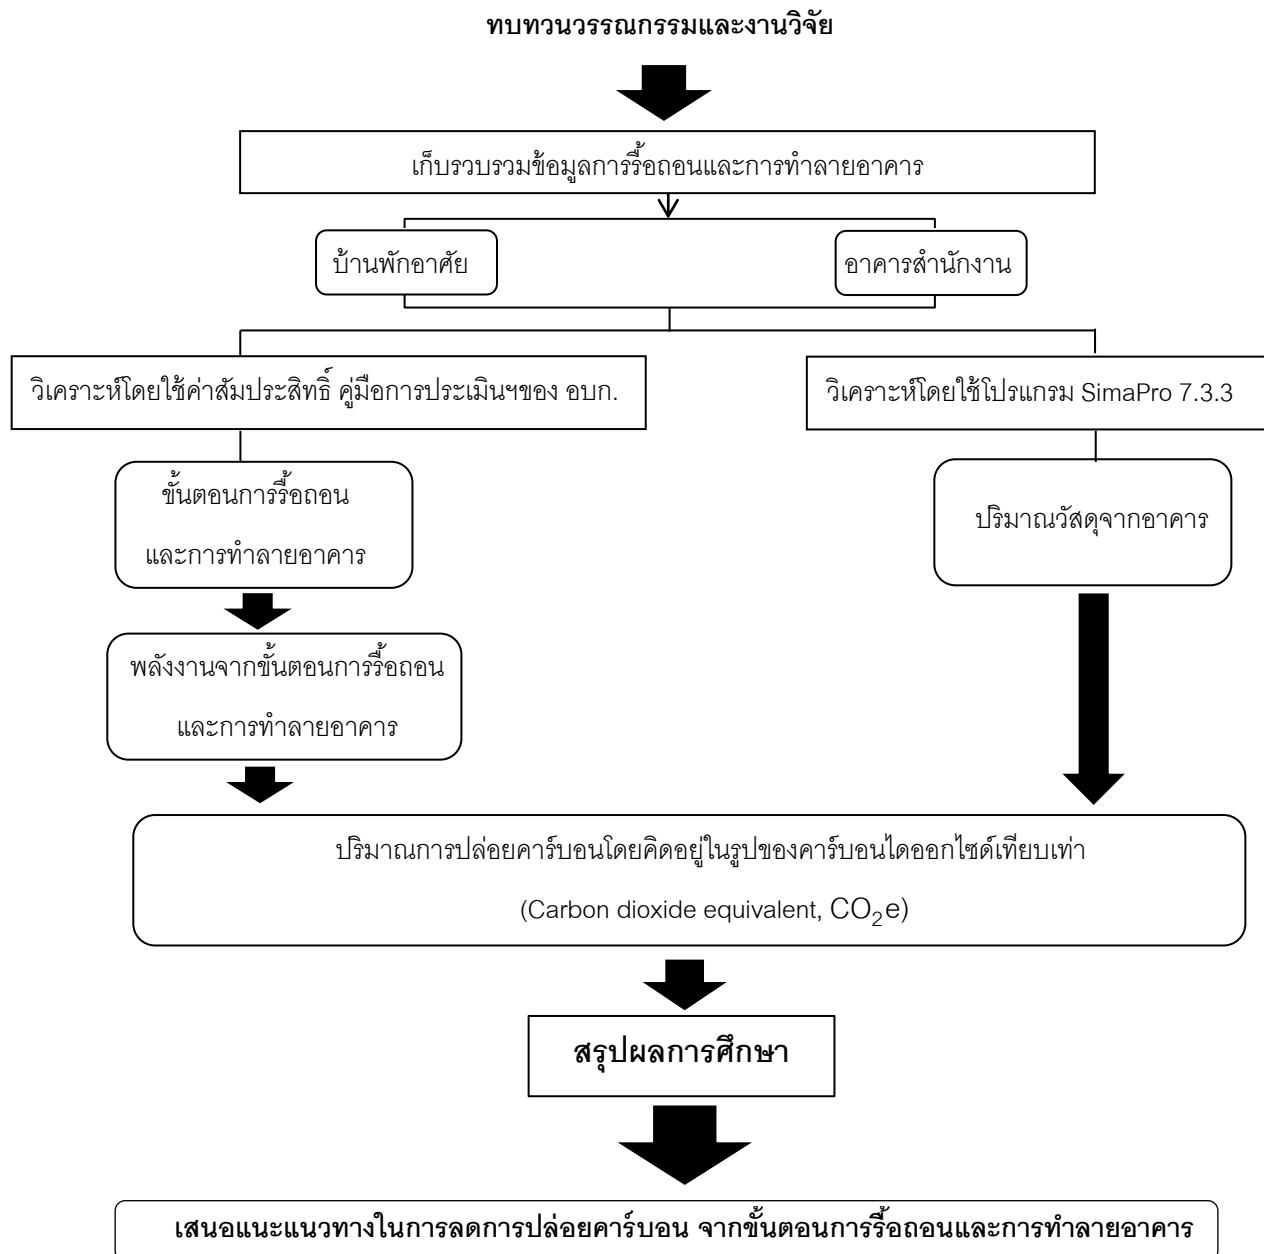 ทบทวนวรรณกรรมและงานวิจัย
เก็บรวบรวมข้อมูลการรื้อถอนและการทำลายอาคาร
บ้านพักอาศัย
อาคารสำนักงาน
วิเคราะห์โดยใช้ค่าสัมประสิทธิ์ คู่มือการประเมินฯของ อบก.
วิเคราะห์โดยใช้โปรแกรม SimaPro 7.3.3
ขั้นตอนการรื้อถอน
และการทำลายอาคาร
ปริมาณวัสดุจากอาคาร
พลังงานจากขั้นตอนการรื้อถอน
และการทำลายอาคาร
ปริมาณการปล่อยคาร์บอนโดยคิดอยู่ในรูปของคาร์บอนไดออกไซด์เทียบเท่า
(Carbon dioxide equivalent, CO₂e)
สรุปผลการศึกษา
เสนอแนะแนวทางในการลดการปล่อยคาร์บอน จากขั้นตอนการรื้อถอนและการทำลายอาคาร